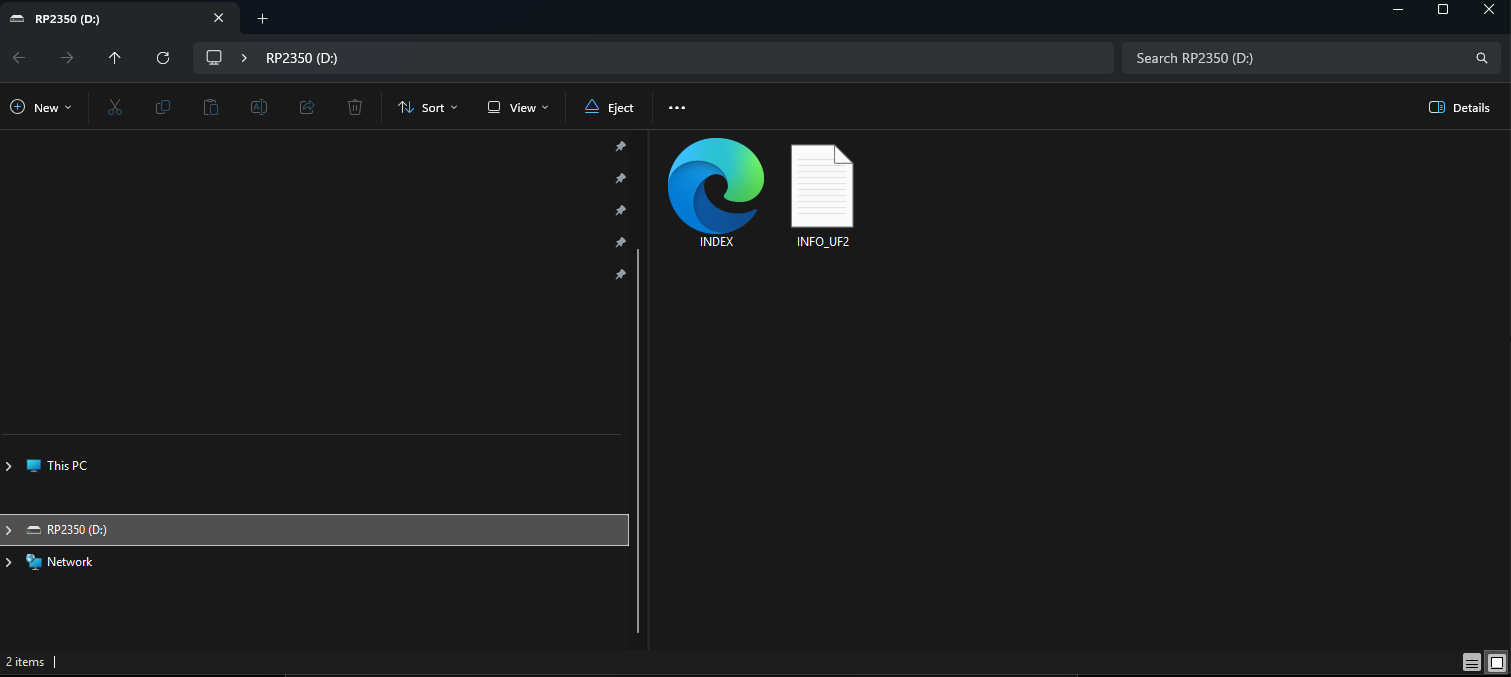 RP2350 (D:)
RP2350 (D:)
Search RP2350 (D:)
New
Sort
View
Eject
Details
INDEX
INFO_UF2
This PC
RP2350 (D:)
Network
2 items